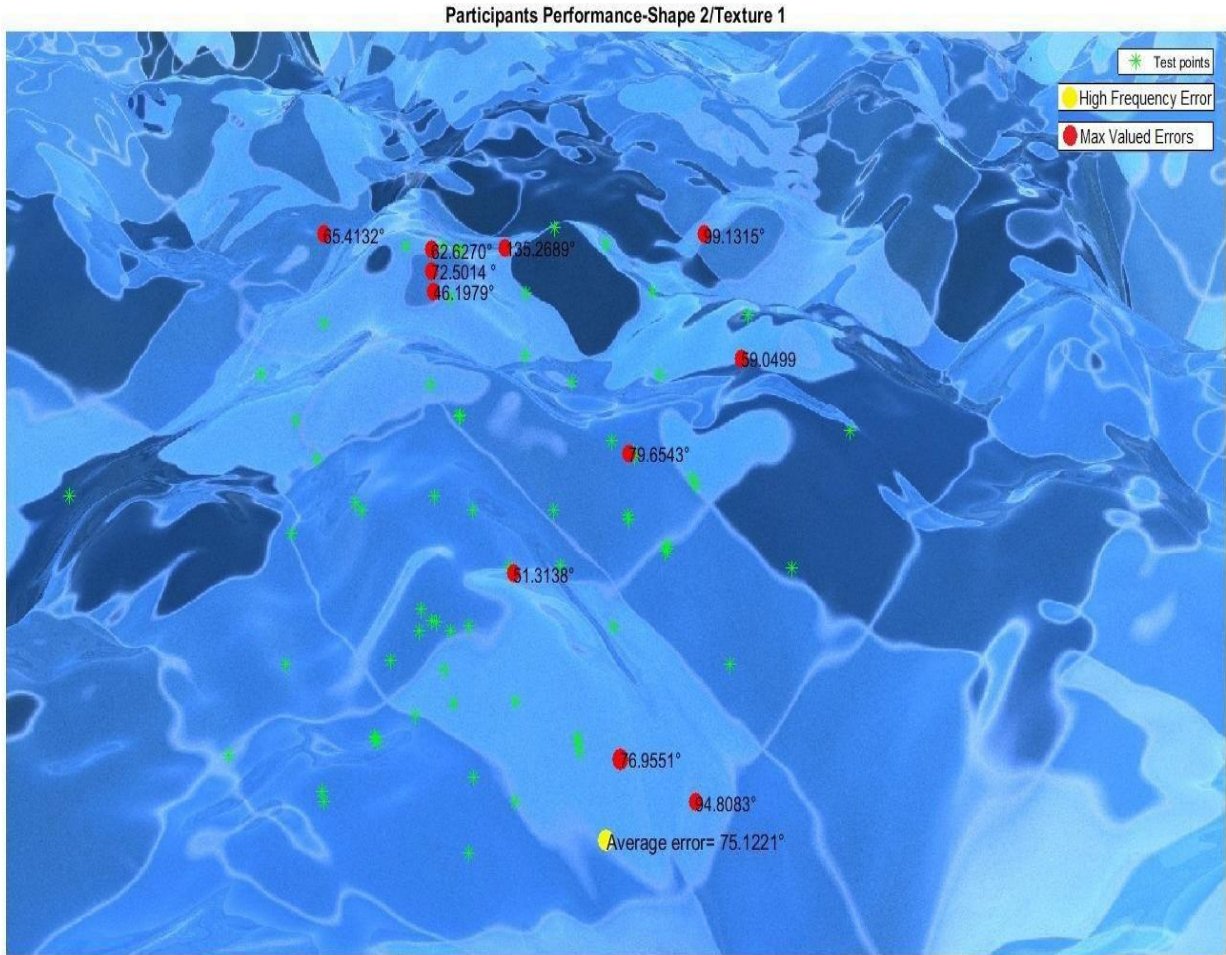 Participants Performance-Shape 2/Texture 1
Test points
High Frequency Error
Max Valued Errors
65.4132°
62.6270°
135.2689°
99.1315°
72.5014 °
46.1979°
59.0499
79.6543°
51.3138°
76.9551°
94.8083°
Average error= 75.1221°